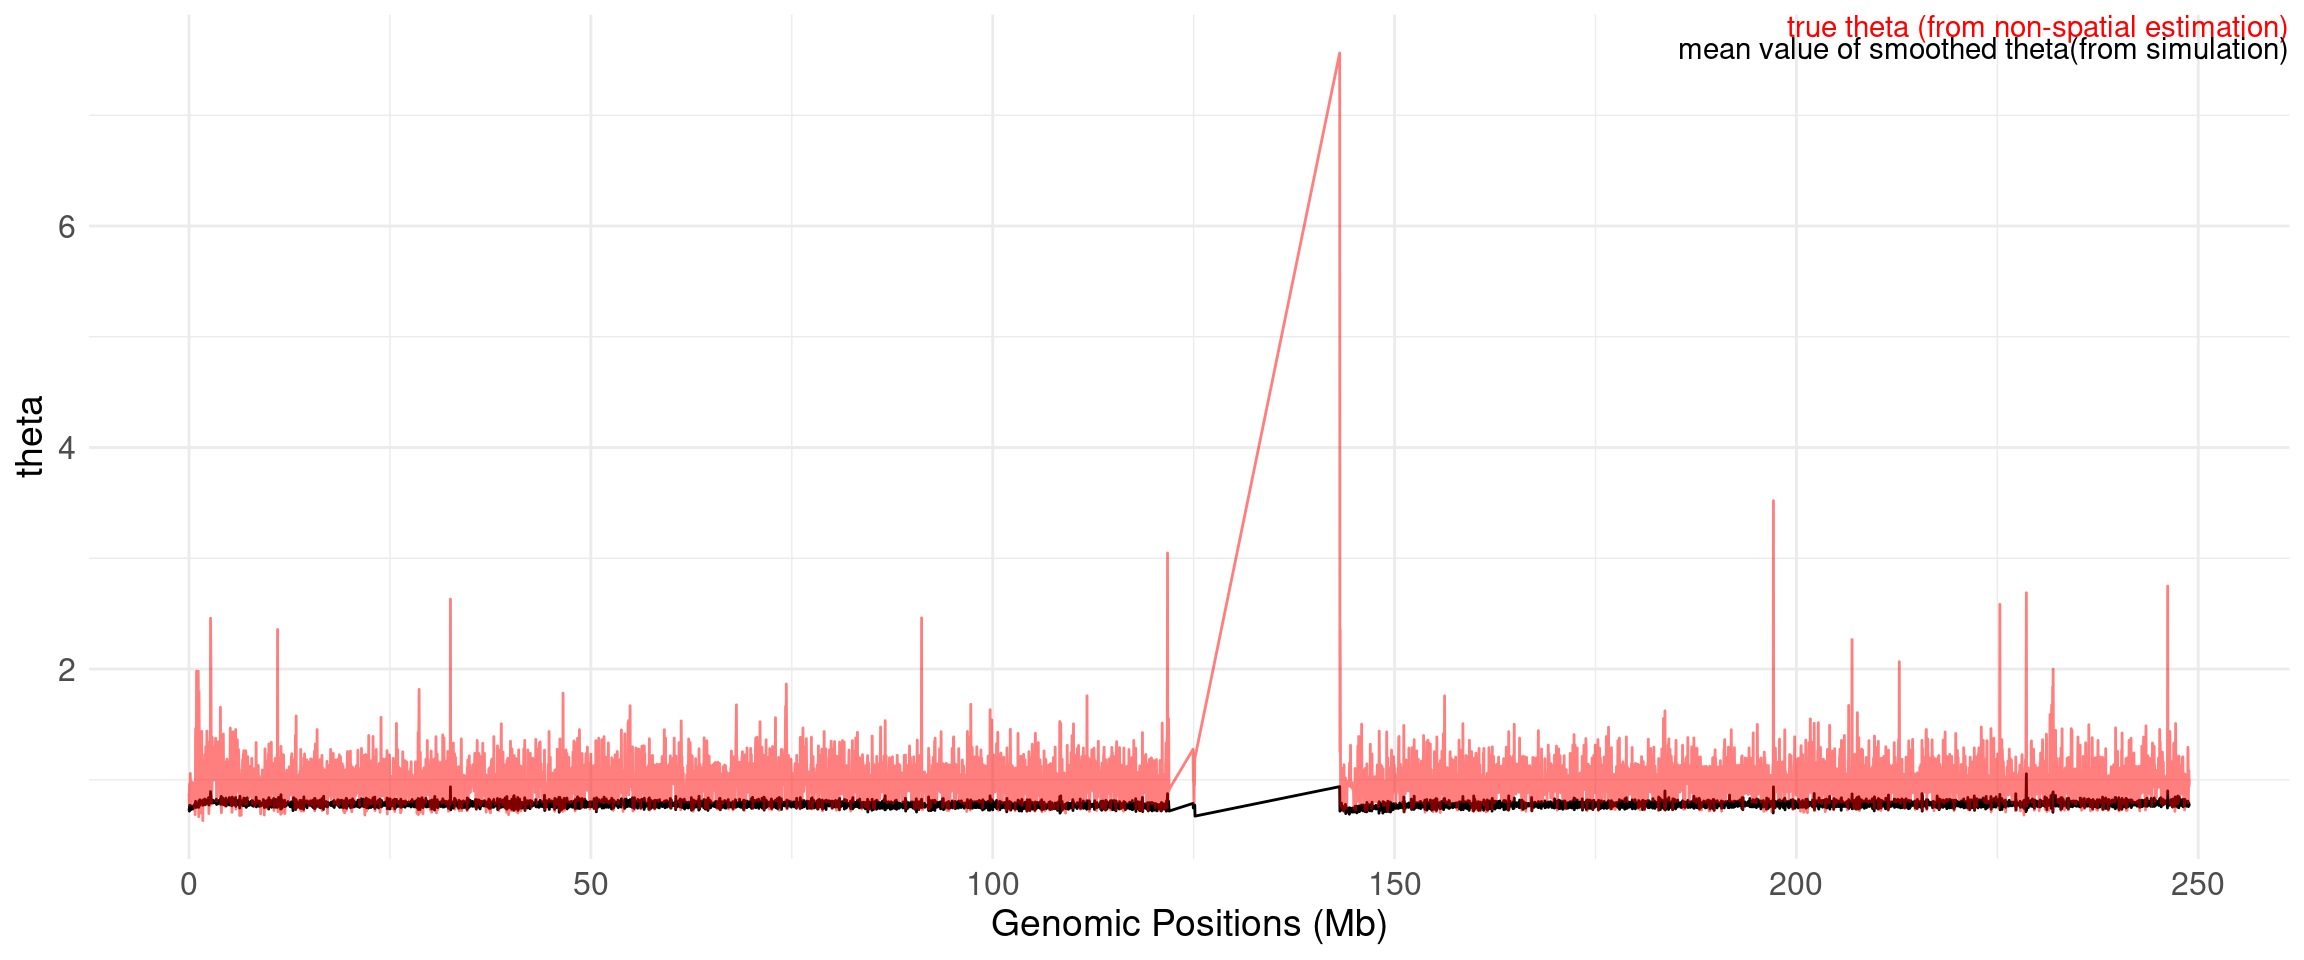 true theta (from non-spatial estimation)
mean value of smoothed theta(from simulation)
6
4
2
theta
0 50 100 150 200 250
Genomic Positions (Mb)